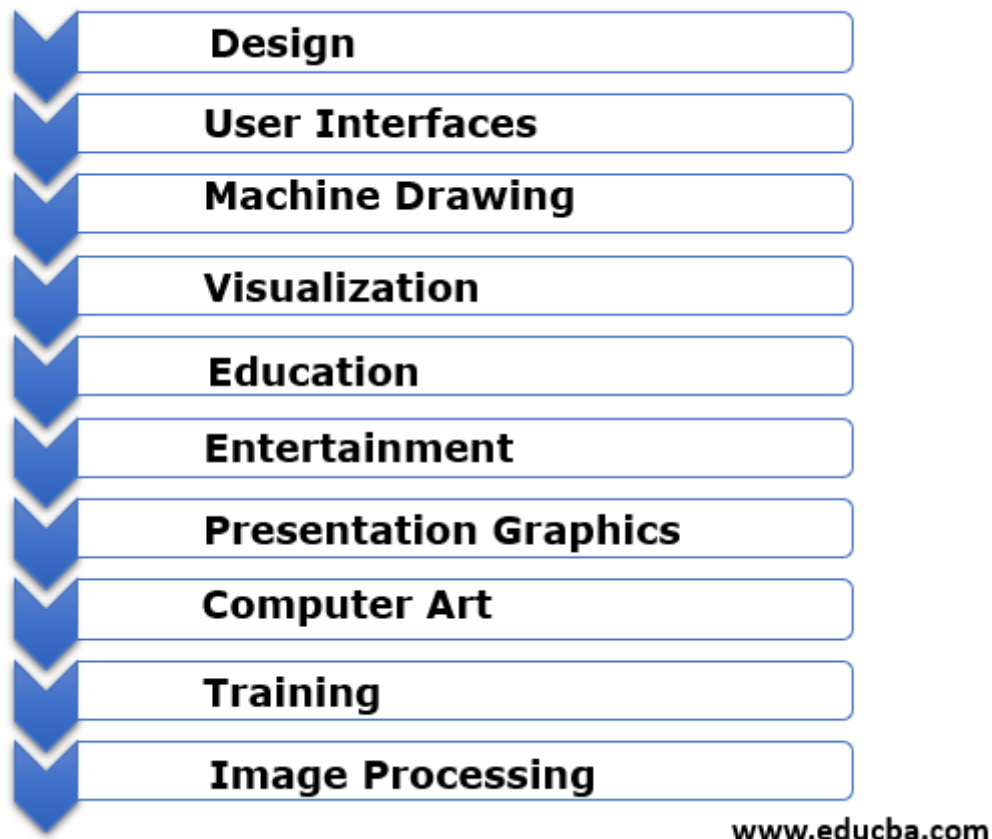 Design
User Interfaces
Machine Drawing
Visualization
Education
Entertainment
Presentation Graphics
Computer Art
Training
Image Processing
www.educba.com